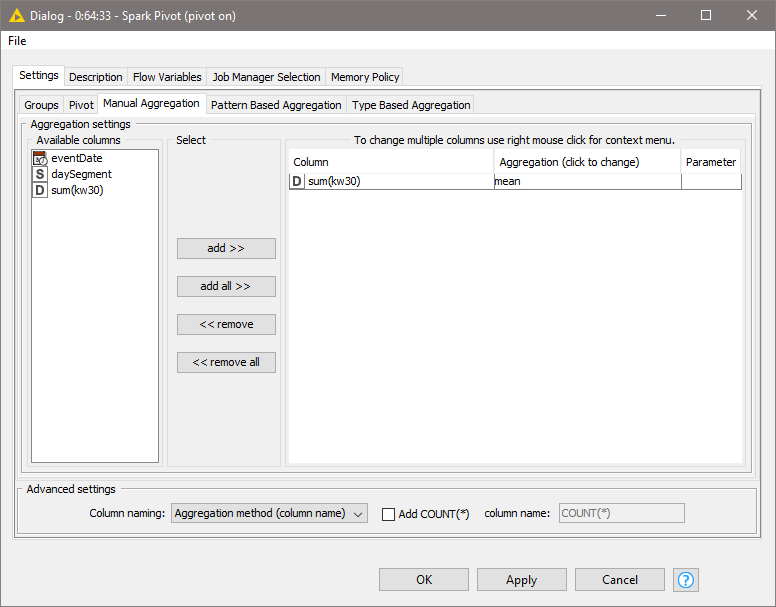 Dialog - 0:64:33 - Spark Pivot (pivot on)
File
Settings Description Flow Variables Job Manager Selection Memory Policy
Groups Pivot Manual Aggregation Pattern Based Aggregation Type Based Aggregation
Aggregation settings
Available columns
eventDate
S daySegment
D sum(kw30)
Select
add >>
add all >>
<< remove
<< remove all
To change multiple columns use right mouse click for context menu.
Column Aggregation (click to change) Parameter
D sum(kw30) mean
Advanced settings
Column naming: Aggregation method (column name) Add COUNT(*) column name: COUNT(*)
OK Apply Cancel ?